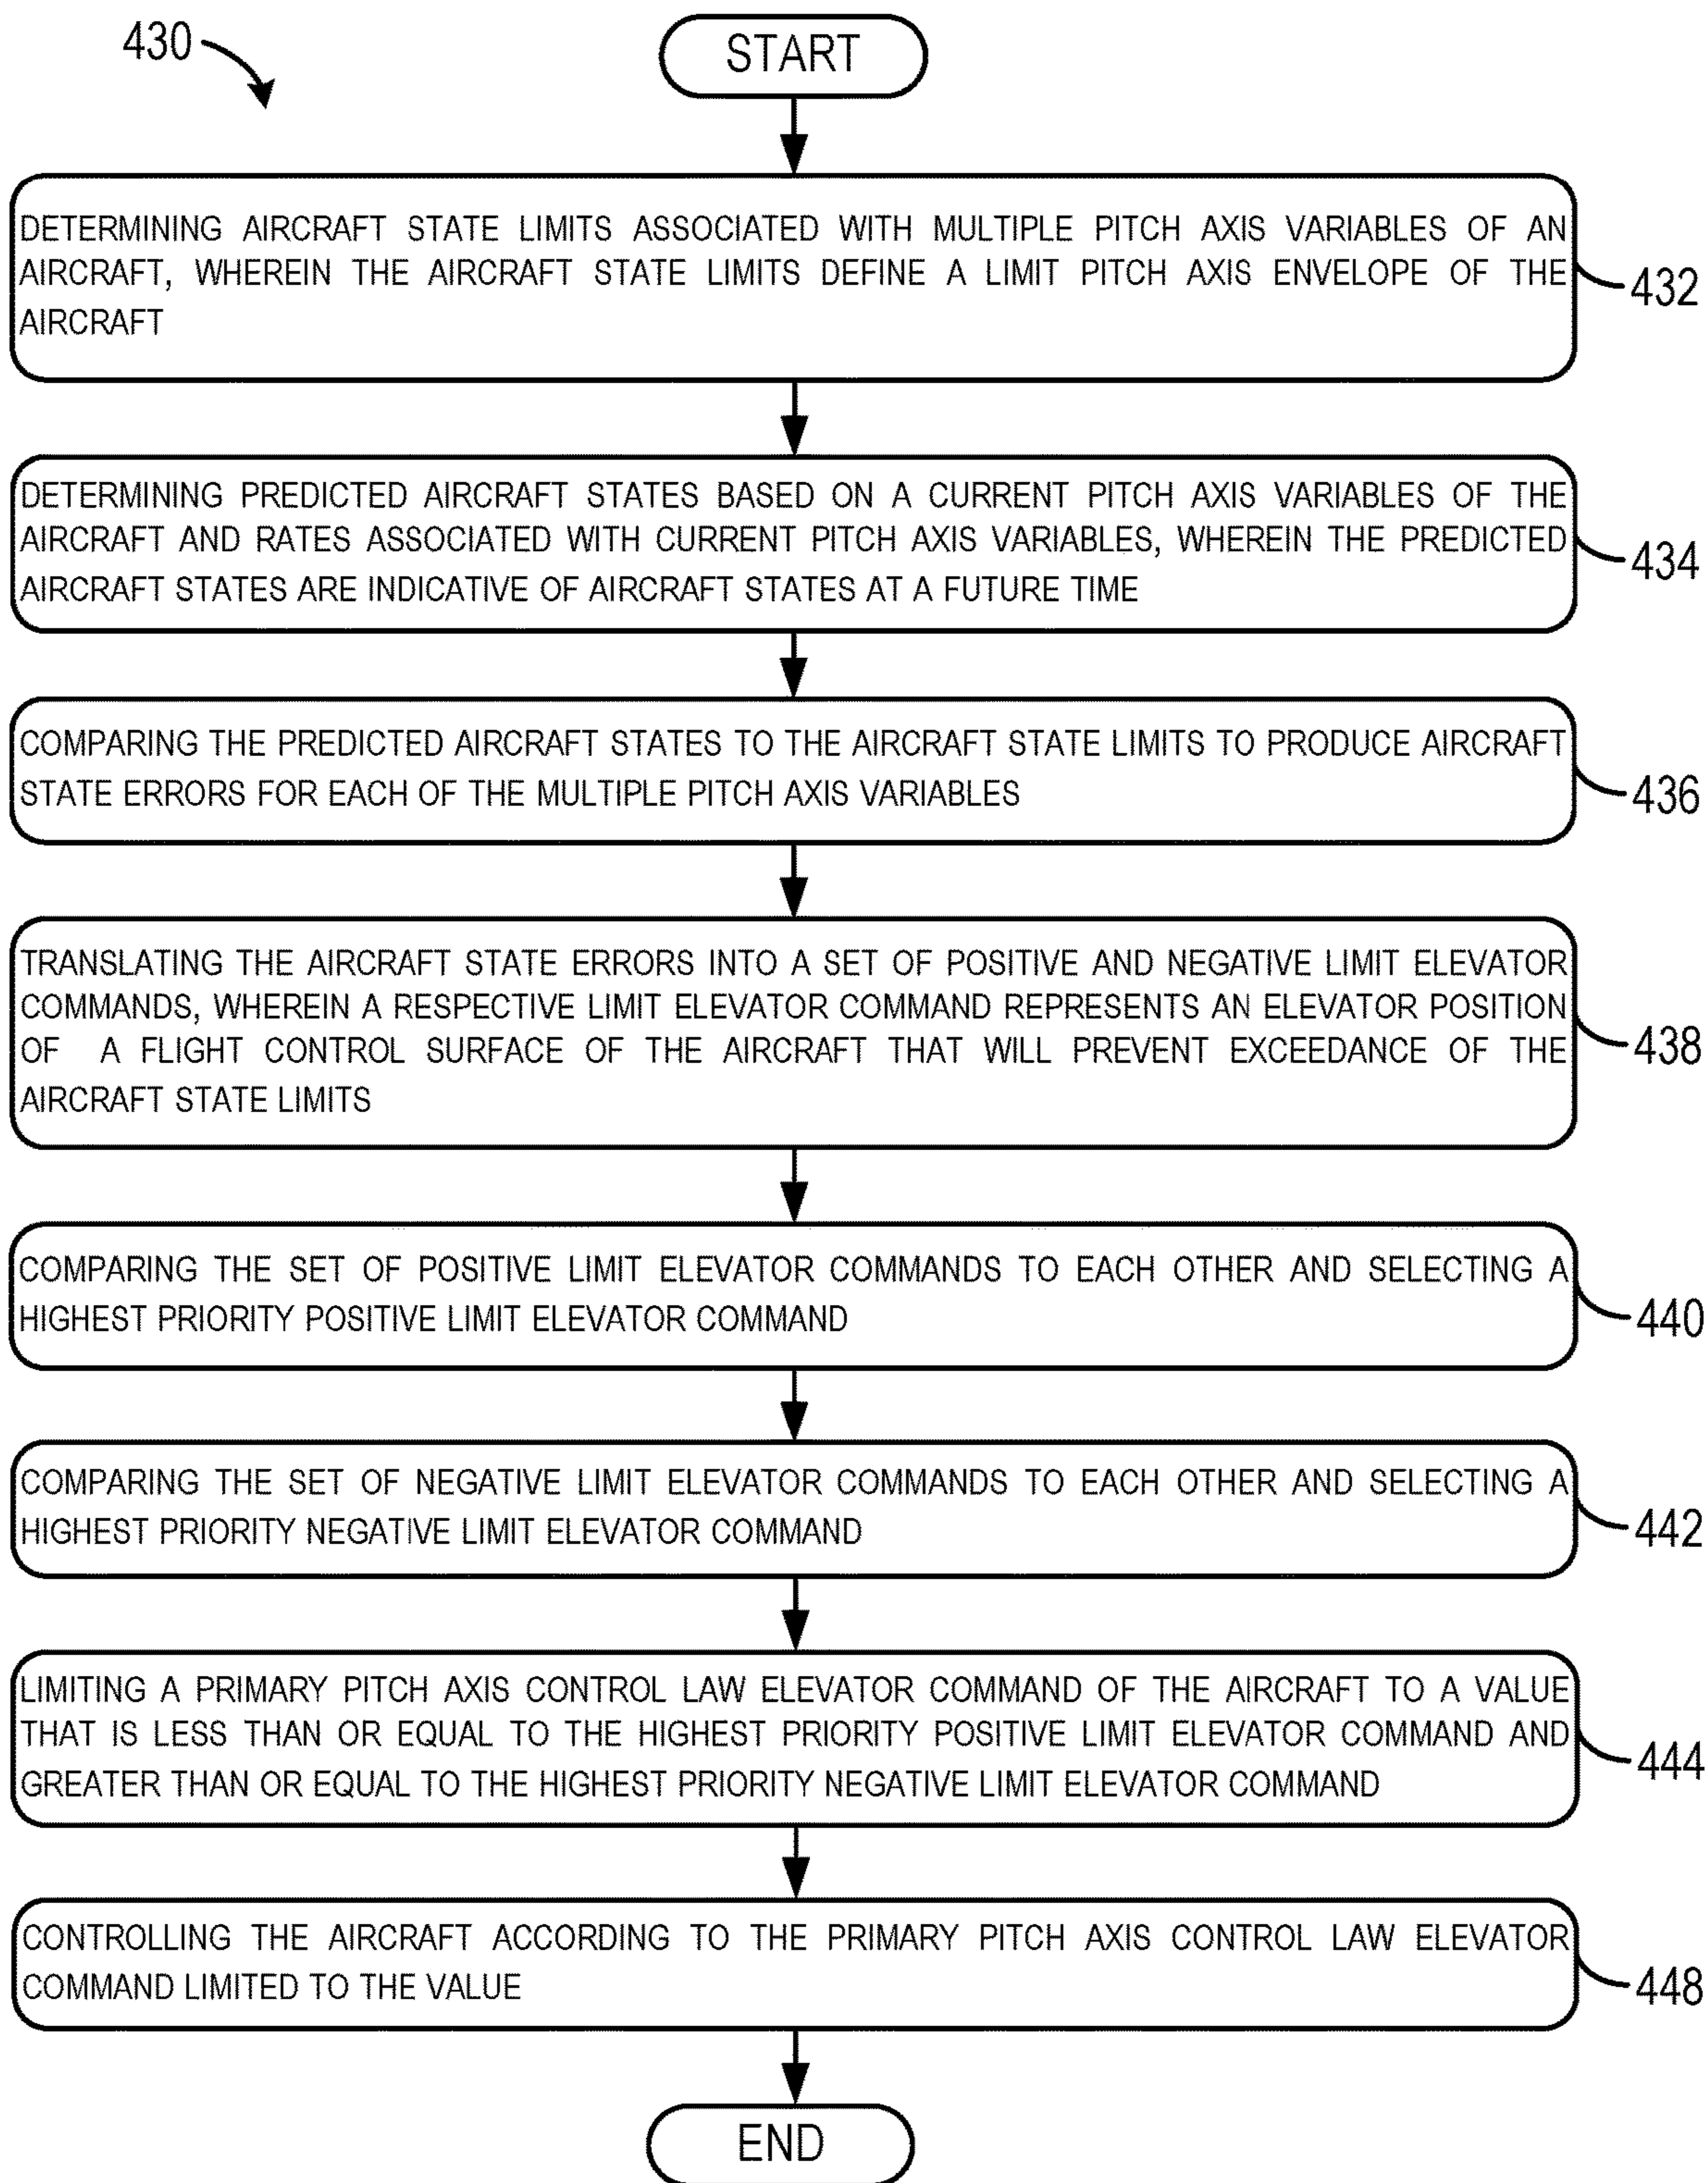 430
START
DETERMINING AIRCRAFT STATE LIMITS ASSOCIATED WITH MULTIPLE PITCH AXIS VARIABLES OF AN
AIRCRAFT, WHEREIN THE AIRCRAFT STATE LIMITS DEFINE A LIMIT PITCH AXIS ENVELOPE OF THE
AIRCRAFT
432
DETERMINING PREDICTED AIRCRAFT STATES BASED ON A CURRENT PITCH AXIS VARIABLES OF THE
AIRCRAFT AND RATES ASSOCIATED WITH CURRENT PITCH AXIS VARIABLES, WHEREIN THE PREDICTED
AIRCRAFT STATES ARE INDICATIVE OF AIRCRAFT STATES AT A FUTURE TIME
434
COMPARING THE PREDICTED AIRCRAFT STATES TO THE AIRCRAFT STATE LIMITS TO PRODUCE AIRCRAFT
STATE ERRORS FOR EACH OF THE MULTIPLE PITCH AXIS VARIABLES
436
TRANSLATING THE AIRCRAFT STATE ERRORS INTO A SET OF POSITIVE AND NEGATIVE LIMIT ELEVATOR
COMMANDS, WHEREIN A RESPECTIVE LIMIT ELEVATOR COMMAND REPRESENTS AN ELEVATOR POSITION
OF A FLIGHT CONTROL SURFACE OF THE AIRCRAFT THAT WILL PREVENT EXCEEDANCE OF THE
AIRCRAFT STATE LIMITS
438
COMPARING THE SET OF POSITIVE LIMIT ELEVATOR COMMANDS TO EACH OTHER AND SELECTING A
HIGHEST PRIORITY POSITIVE LIMIT ELEVATOR COMMAND
440
COMPARING THE SET OF NEGATIVE LIMIT ELEVATOR COMMANDS TO EACH OTHER AND SELECTING A
HIGHEST PRIORITY NEGATIVE LIMIT ELEVATOR COMMAND
442
LIMITING A PRIMARY PITCH AXIS CONTROL LAW ELEVATOR COMMAND OF THE AIRCRAFT TO A VALUE
THAT IS LESS THAN OR EQUAL TO THE HIGHEST PRIORITY POSITIVE LIMIT ELEVATOR COMMAND AND
GREATER THAN OR EQUAL TO THE HIGHEST PRIORITY NEGATIVE LIMIT ELEVATOR COMMAND
444
CONTROLLING THE AIRCRAFT ACCORDING TO THE PRIMARY PITCH AXIS CONTROL LAW ELEVATOR
COMMAND LIMITED TO THE VALUE
448
END